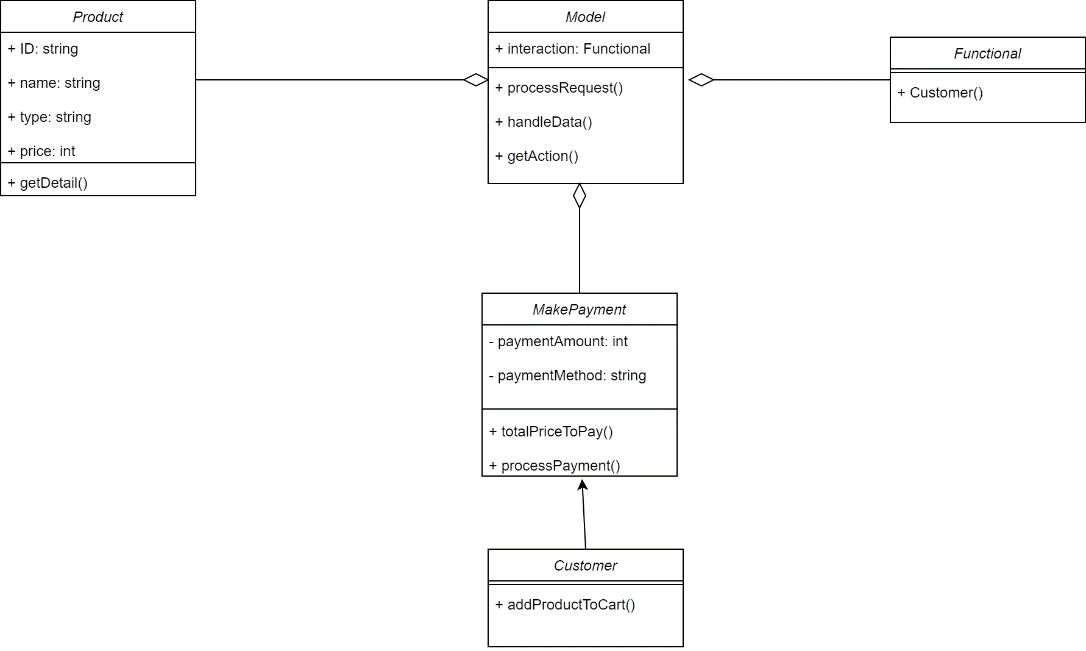 Product
+ ID: string
+ name: string
+ type: string
+ price: int
+ getDetail()
Model
+ interaction: Functional
+ processRequest()
+ handleData()
+ getAction()
Functional
+ Customer()
MakePayment
- paymentAmount: int
- paymentMethod: string
+ totalPriceToPay()
+ processPayment()
Customer
+ addProductToCart()